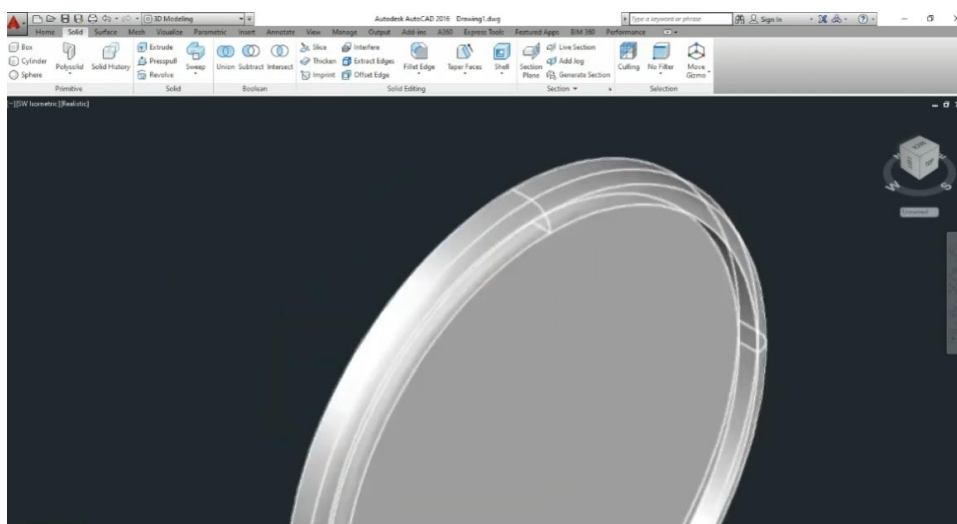 3D Modeling Autodesk AutoCAD 2016 Drawing1.dwg Type a keyword or phrase Sign In
Home Solid Surface Mesh Visualize Parametric Insert Annotate View Manage Output Add-ins A360 Express Tools Featured Apps BIM 360 Performance
Box Extrude Slice Interfere Live Section
Cylinder Presspull Thicken Extract Edges Add Jog
Sphere Revolve Imprint Offset Edge Generate Section
Polysolid Solid History Sweep Union Subtract Intersect Fillet Edge Taper Faces Shell Section Culling No Filter Move
Plane Gizmo
Primitive Solid Boolean Solid Editing Section Selection
[-][SW Isometric][Realistic]
W S
Unnamed